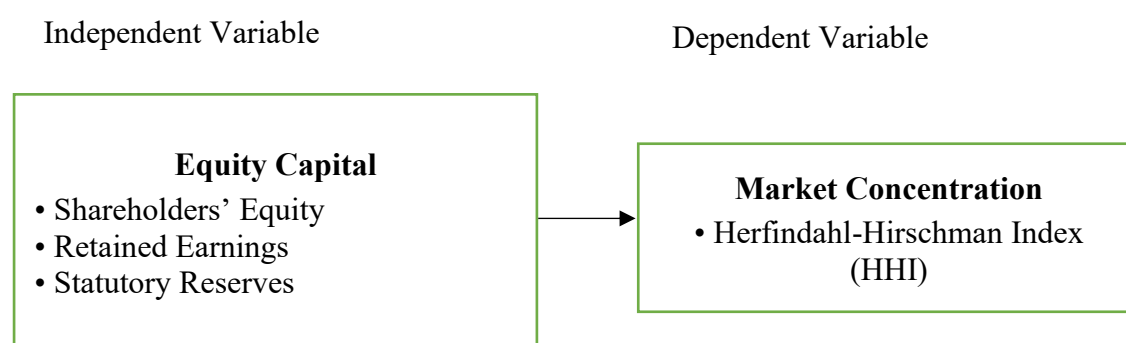 Independent Variable
Dependent Variable
Equity Capital
• Shareholders’ Equity
• Retained Earnings
• Statutory Reserves
Market Concentration
• Herfindahl-Hirschman Index
(HHI)